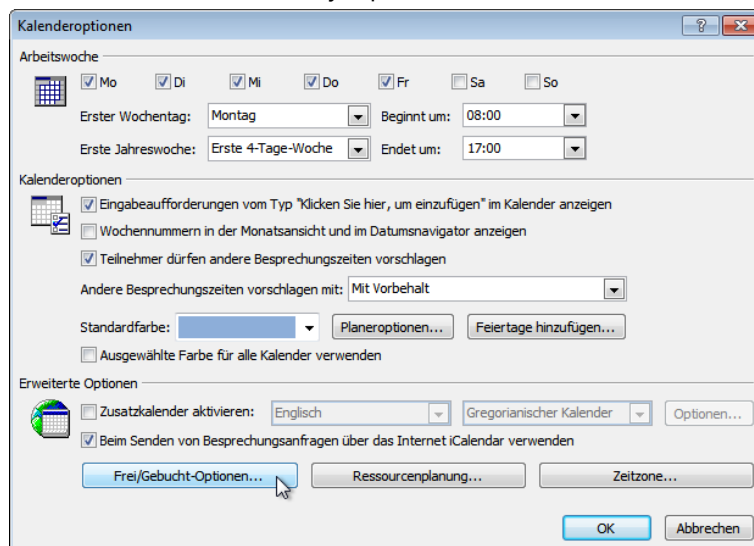 Kalenderoptionen
Arbeitswoche
Mo Di Mi Do Fr Sa So
Erster Wochentag: Montag Beginnt um: 08:00
Erste Jahreswoche: Erste 4-Tage-Woche Endet um: 17:00
Kalenderoptionen
Eingabeaufforderungen vom Typ "Klicken Sie hier, um einzufügen" im Kalender anzeigen
Wochennummern in der Monatsansicht und im Datumsnavigator anzeigen
Teilnehmer dürfen andere Besprechungszeiten vorschlagen
Andere Besprechungszeiten vorschlagen mit: Mit Vorbehalt
Standardfarbe: Planeroptionen... Feiertage hinzufügen...
Ausgewählte Farbe für alle Kalender verwenden
Erweiterte Optionen
Zusatzkalender aktivieren: Englisch Gregorianischer Kalender Optionen...
Beim Senden von Besprechungsanfragen über das Internet iCalendar verwenden
Frei/Gebucht-Optionen... Ressourcenplanung... Zeitzone...
OK Abbrechen